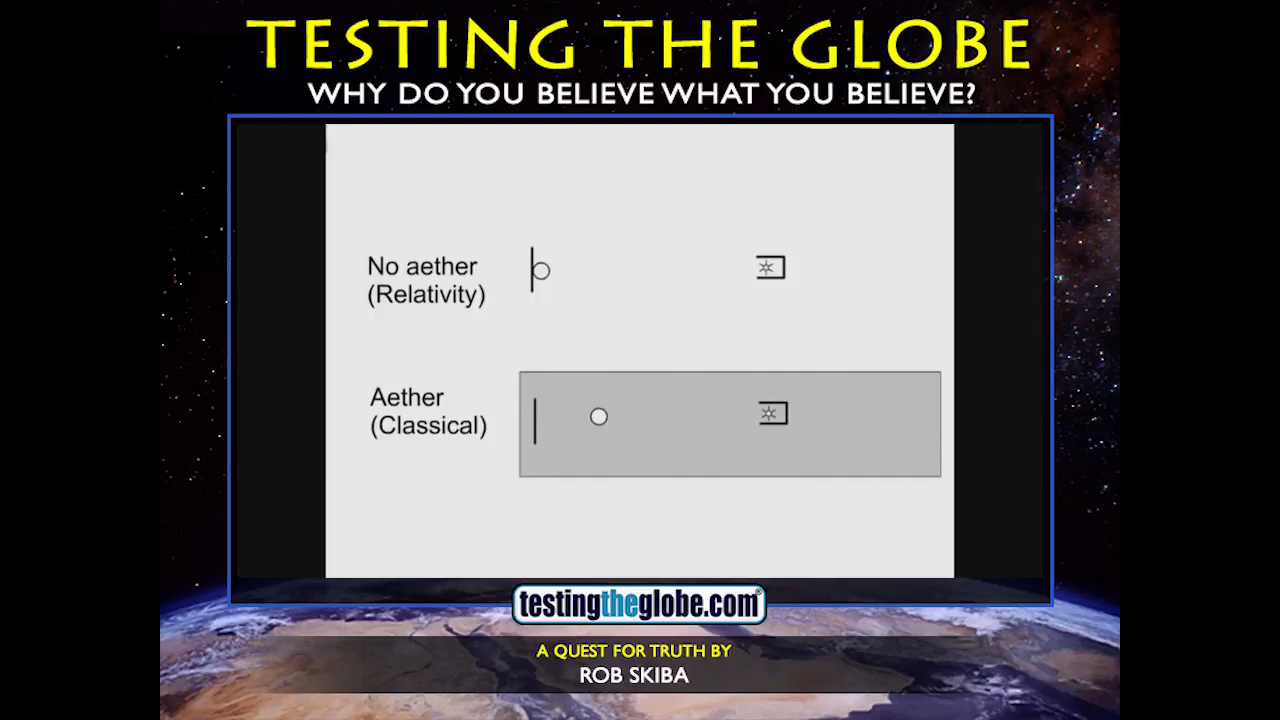 TESTING THE GLOBE
WHY DO YOU BELIEVE WHAT YOU BELIEVE?
No aether
(Relativity)
Aether
(Classical)
testingtheglobe.com®
A QUEST FOR TRUTH BY
ROB SKIBA